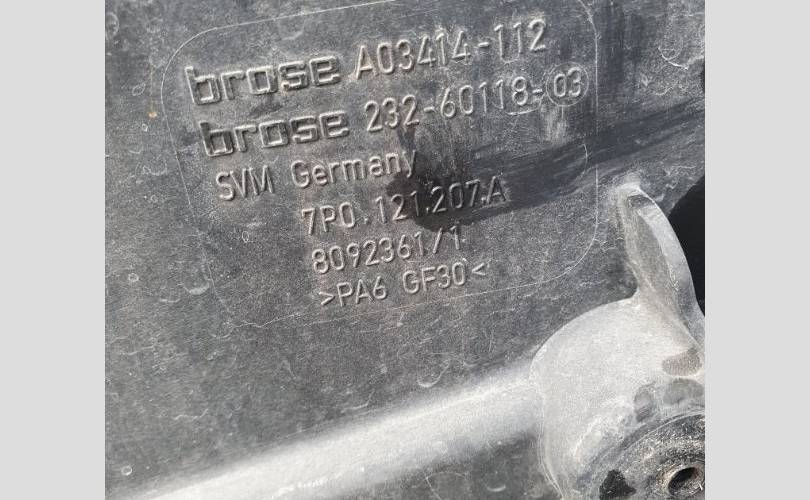 brose A03414-112
brose 232-60118-03
SVM Germany
7P0.121.207.A
8092361/1
>PA6 GF30<